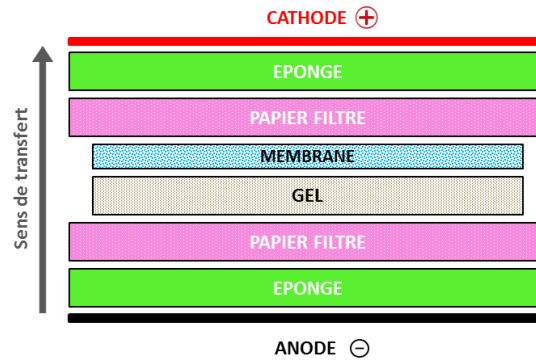 CATHODE +
EPONGE
PAPIER FILTRE
MEMBRANE
GEL
PAPIER FILTRE
EPONGE
ANODE −
Sens de transfert